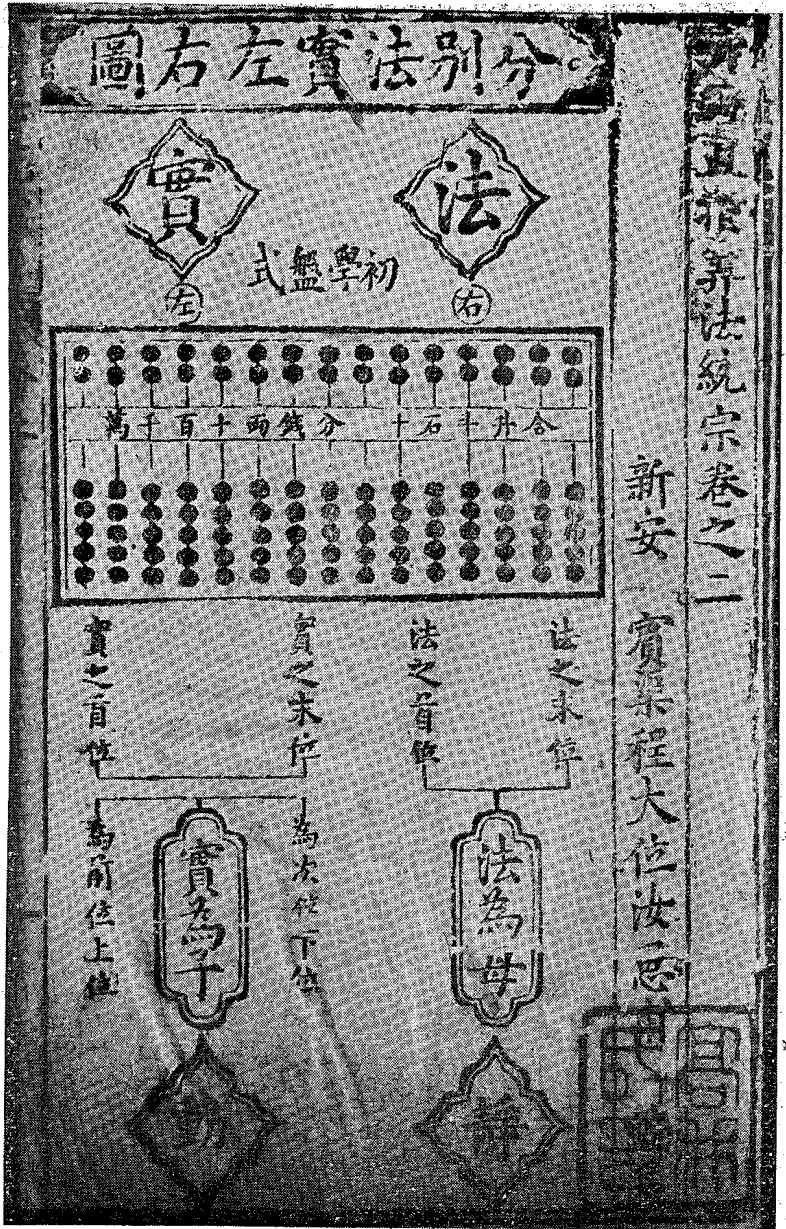 新編直指算法統宗卷之二
新安 賓渠程大位汝思
分別法實左右圖
法
右
實
左
初學盤式
萬千百十兩錢分 十石斗升合
法之末位
法之首位
實之末位
實之首位
法為母
靜
為次位下位
實為子
為前位上位
動